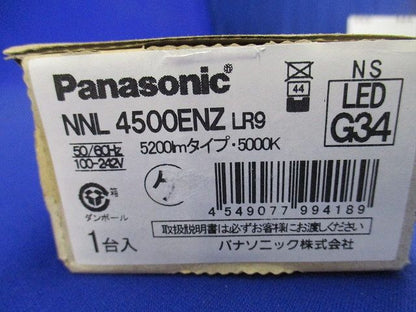 Panasonic®
NS
44
LED
G34
NNL 4500ENZ LR9
50/60Hz
100-242V
5200lmタイプ・5000K
段
ダンボール
4 549077 994189
1台入
取扱説明書は必ずお客様にお渡しください
パナソニック株式会社